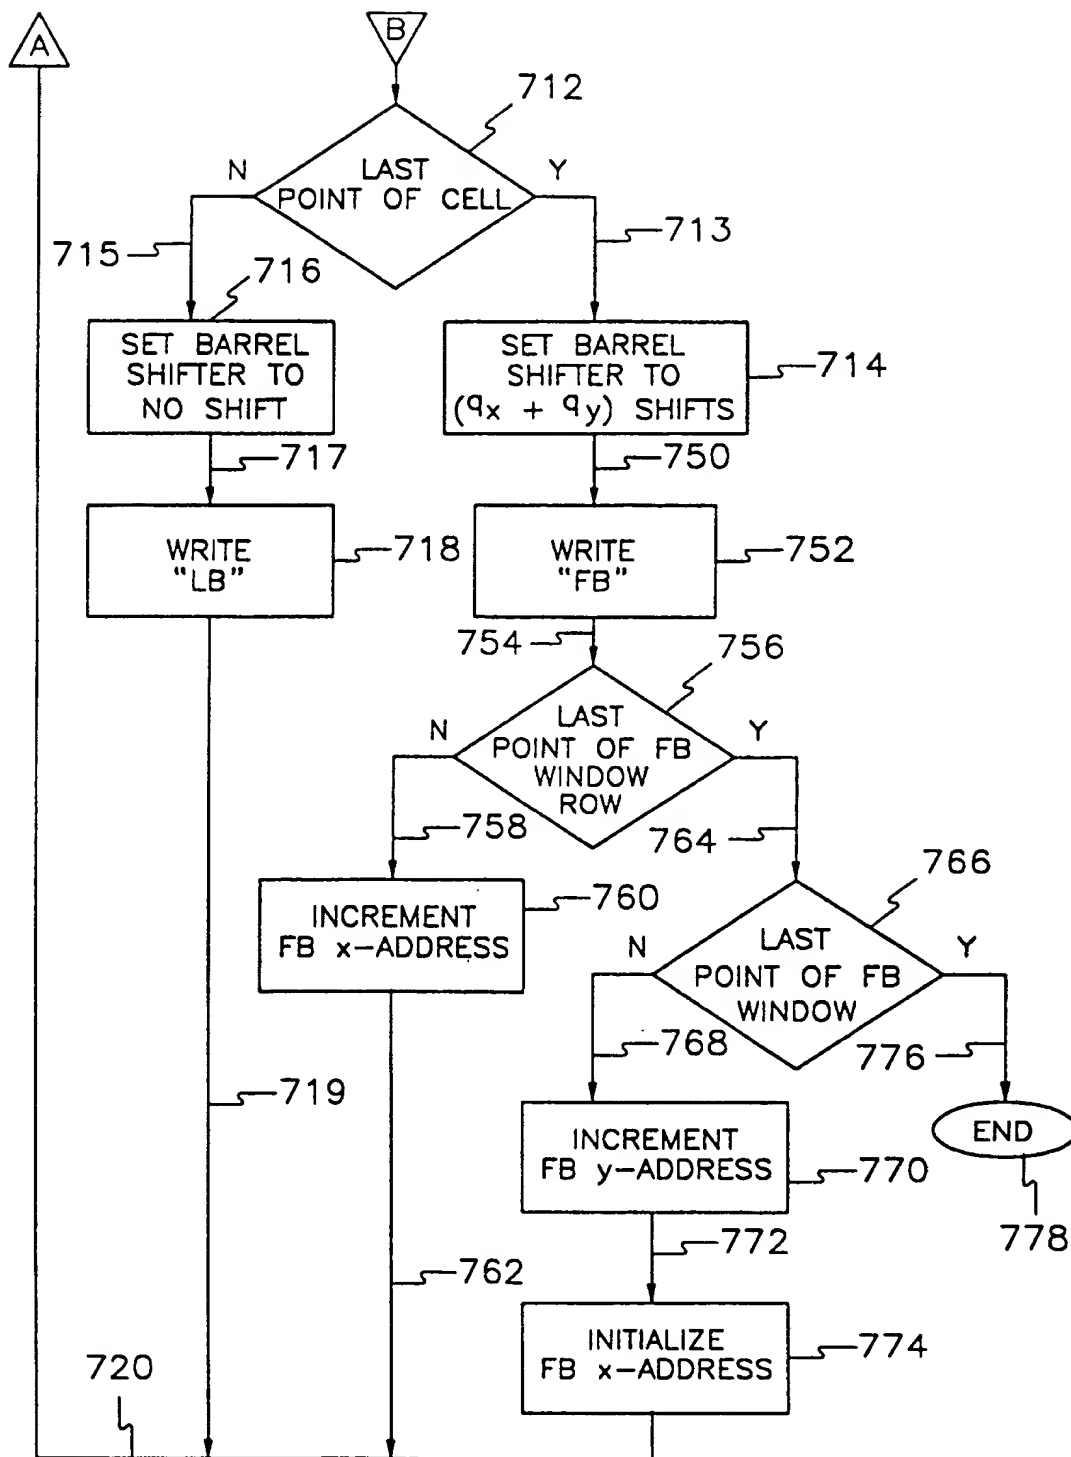 A
B
712
N
LAST
Y
POINT OF CELL
713
715
716
SET BARREL
SHIFTER TO
NO SHIFT
SET BARREL
SHIFTER TO
(qx + qy) SHIFTS
714
717
750
WRITE
"LB"
718
WRITE
"FB"
752
754
756
N
LAST
Y
POINT OF FB
WINDOW
ROW
758
764
766
760
INCREMENT
FB x-ADDRESS
N
LAST
Y
POINT OF FB
WINDOW
768
776
719
INCREMENT
FB y-ADDRESS
770
END
778
772
762
INITIALIZE
FB x-ADDRESS
774
720